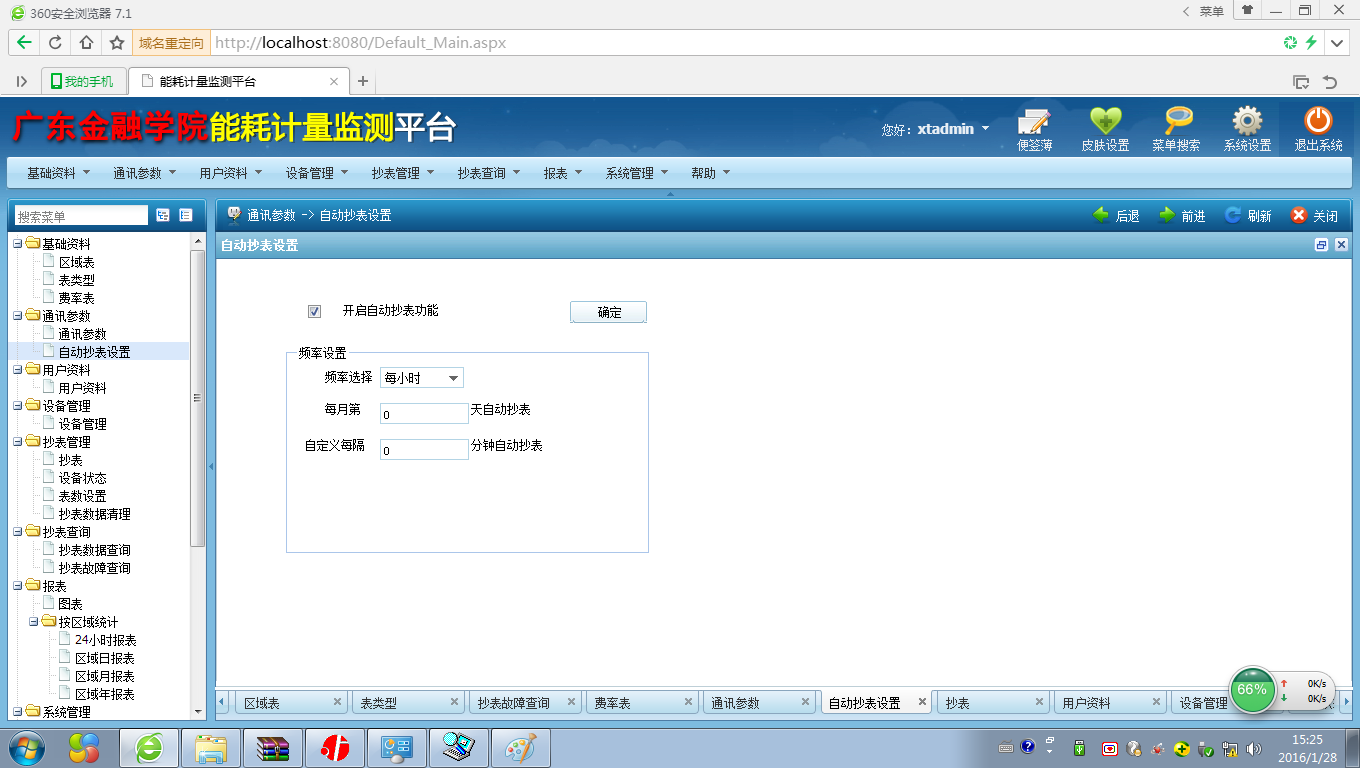 360安全浏览器 7.1
菜单
域名重定向 http://localhost:8080/Default_Main.aspx
我的手机 能耗计量监测平台
广东金融学院能耗计量监测平台
您好：xtadmin 便签薄 皮肤设置 菜单搜索 系统设置 退出系统
基础资料 通讯参数 用户资料 设备管理 抄表管理 抄表查询 报表 系统管理 帮助
搜索菜单
通讯参数 -> 自动抄表设置 后退 前进 刷新 关闭
自动抄表设置
基础资料
区域表
表类型
费率表
通讯参数
通讯参数
自动抄表设置
用户资料
用户资料
设备管理
设备管理
抄表管理
抄表
设备状态
表数设置
抄表数据清理
抄表查询
抄表数据查询
抄表故障查询
报表
图表
按区域统计
24小时报表
区域日报表
区域月报表
区域年报表
系统管理
开启自动抄表功能 确定
频率设置
频率选择 每小时
每月第 0 天自动抄表
自定义每隔 0 分钟自动抄表
区域表 表类型 抄表故障查询 费率表 通讯参数 自动抄表设置 抄表 用户资料 设备管理
66% 0K/s
0K/s
15:25
2016/1/28